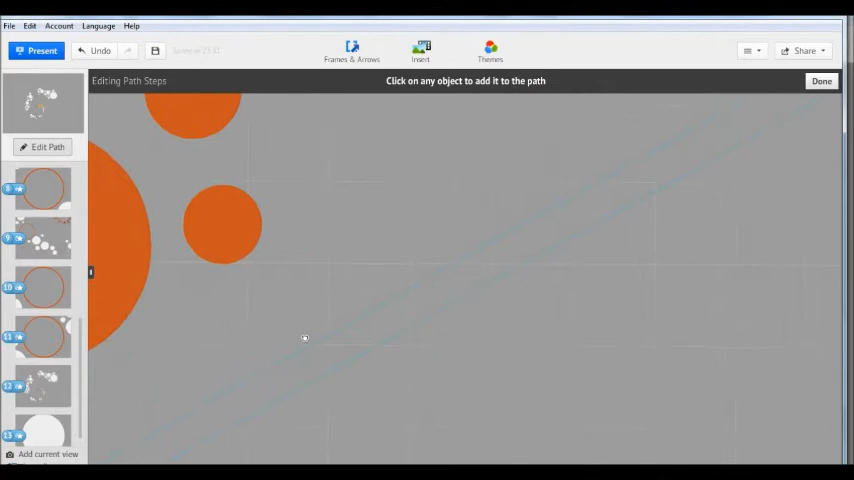 File Edit Account Language Help
Present Undo Frames & Arrows Insert Themes Share
Editing Path Steps Click on any object to add it to the path Done
Edit Path
8
9
10
11
12
13
Add current view